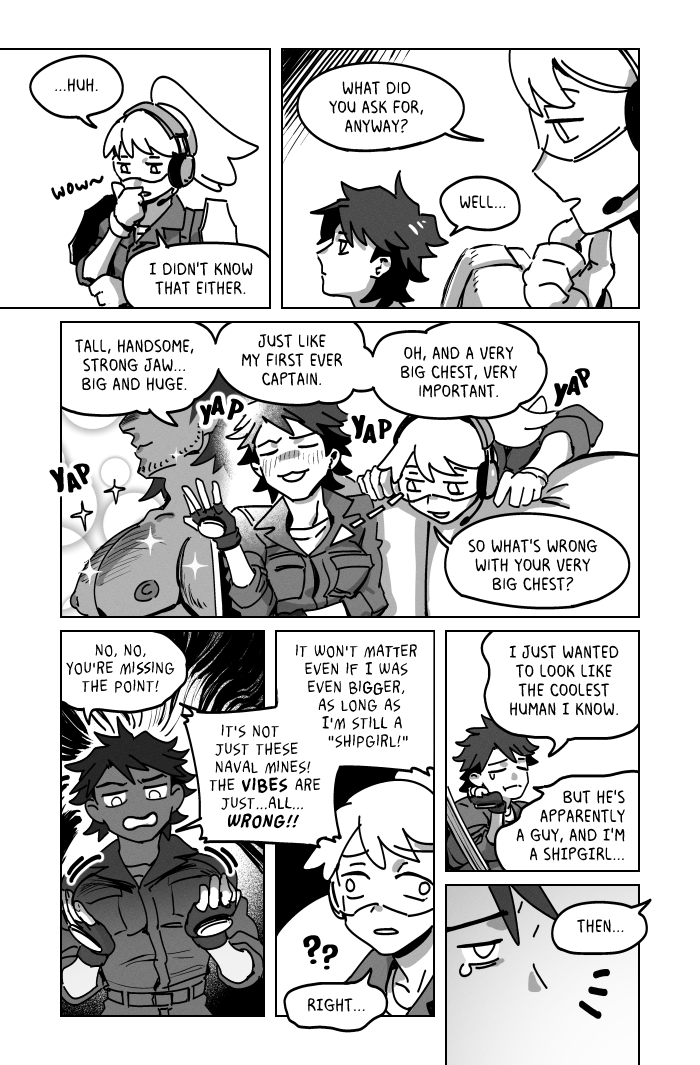 ...HUH.
WOW~
I DIDN'T KNOW
THAT EITHER.
WHAT DID
YOU ASK FOR,
ANYWAY?
WELL...
TALL, HANDSOME,
STRONG JAW...
BIG AND HUGE.
JUST LIKE
MY FIRST EVER
CAPTAIN.
OH, AND A VERY
BIG CHEST, VERY
IMPORTANT.
YAP
YAP
YAP
YAP
SO WHAT'S WRONG
WITH YOUR VERY
BIG CHEST?
NO, NO,
YOU'RE MISSING
THE POINT!
IT'S NOT
JUST THESE
NAVAL MINES!
THE VIBES ARE
JUST...ALL...
WRONG!!
IT WON'T MATTER
EVEN IF I WAS
EVEN BIGGER,
AS LONG AS
I'M STILL A
"SHIPGIRL!"
??
RIGHT...
I JUST WANTED
TO LOOK LIKE
THE COOLEST
HUMAN I KNOW.
BUT HE'S
APPARENTLY
A GUY, AND I'M
A SHIPGIRL...
THEN...